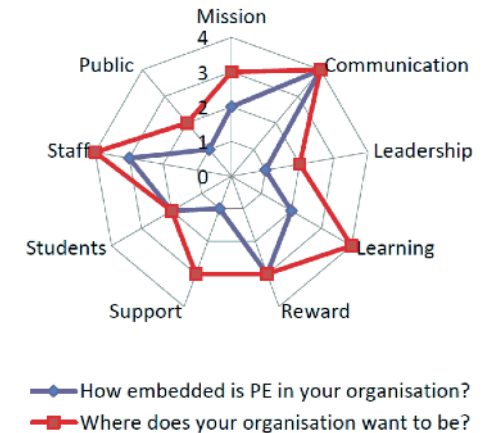 Mission
4
3
2
1
0
Public
Communication
Staff
Leadership
Students
Learning
Support
Reward
How embedded is PE in your organisation?
Where does your organisation want to be?